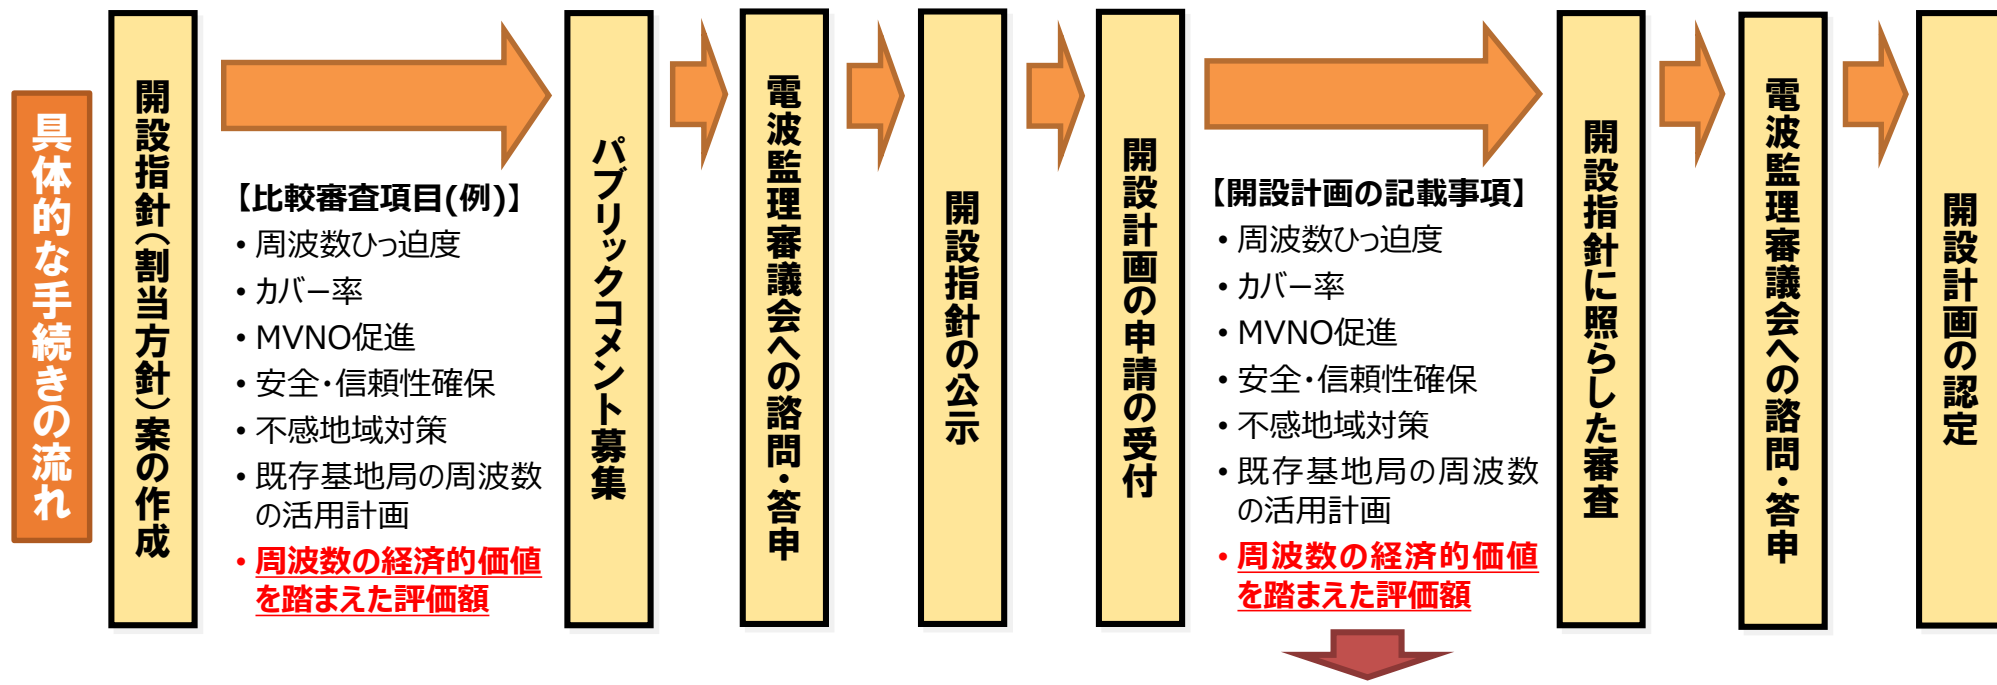 具体的な手続きの流れ
開設指針（割当方針）案の作成
【比較審査項目(例)】
・周波数ひっ迫度
・カバー率
・MVNO促進
・安全・信頼性確保
・不感地域対策
・既存基地局の周波数
の活用計画
・周波数の経済的価値
を踏まえた評価額
パブリックコメント募集
電波監理審議会への諮問・答申
開設指針の公示
開設計画の申請の受付
【開設計画の記載事項】
・周波数ひっ迫度
・カバー率
・MVNO促進
・安全・信頼性確保
・不感地域対策
・既存基地局の周波数
の活用計画
・周波数の経済的価値
を踏まえた評価額
開設指針に照らした審査
電波監理審議会への諮問・答申
開設計画の認定